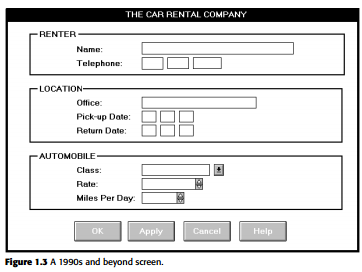 THE CAR RENTAL COMPANY
RENTER
Name:
Telephone:
LOCATION
Office:
Pick-up Date:
Return Date:
AUTOMOBILE
Class:
Rate:
Miles Per Day:
OK Apply Cancel Help
Figure 1.3 A 1990s and beyond screen.